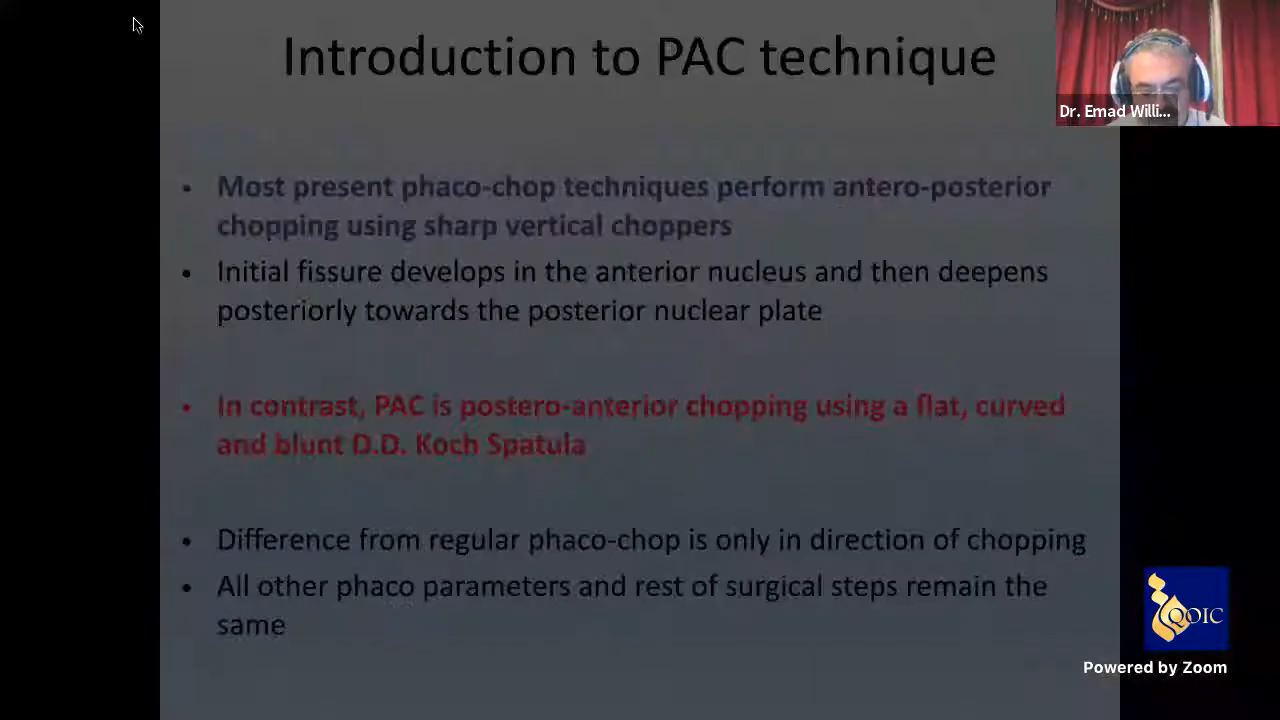 Introduction to PAC technique
Dr. Emad Willi...
• Most present phaco-chop techniques perform antero-posterior
chopping using sharp vertical choppers
• Initial fissure develops in the anterior nucleus and then deepens
posteriorly towards the posterior nuclear plate
• In contrast, PAC is postero-anterior chopping using a flat, curved
and blunt D.D. Koch Spatula
• Difference from regular phaco-chop is only in direction of chopping
• All other phaco parameters and rest of surgical steps remain the
same
QOIC
Powered by Zoom